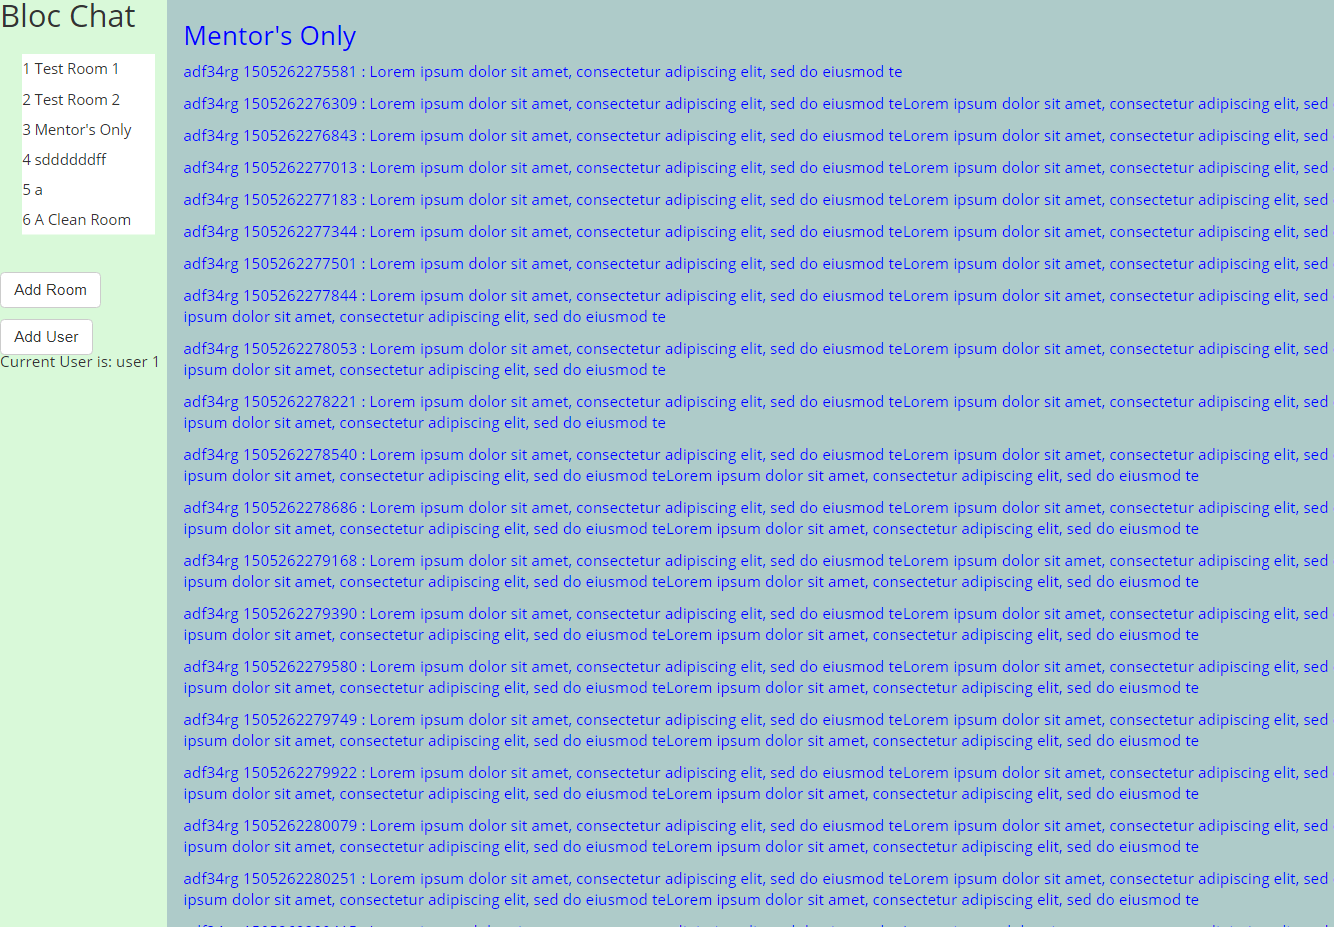 Bloc Chat
1 Test Room 1
2 Test Room 2
3 Mentor's Only
4 sddddddff
5 a
6 A Clean Room
Add Room
Add User
Current User is: user 1
Mentor's Only
adf34rg 1505262275581 : Lorem ipsum dolor sit amet, consectetur adipiscing elit, sed do eiusmod te
adf34rg 1505262276309 : Lorem ipsum dolor sit amet, consectetur adipiscing elit, sed do eiusmod teLorem ipsum dolor sit amet, consectetur adipiscing elit, sed
adf34rg 1505262276843 : Lorem ipsum dolor sit amet, consectetur adipiscing elit, sed do eiusmod teLorem ipsum dolor sit amet, consectetur adipiscing elit, sed
adf34rg 1505262277013 : Lorem ipsum dolor sit amet, consectetur adipiscing elit, sed do eiusmod teLorem ipsum dolor sit amet, consectetur adipiscing elit, sed
adf34rg 1505262277183 : Lorem ipsum dolor sit amet, consectetur adipiscing elit, sed do eiusmod teLorem ipsum dolor sit amet, consectetur adipiscing elit, sed
adf34rg 1505262277344 : Lorem ipsum dolor sit amet, consectetur adipiscing elit, sed do eiusmod teLorem ipsum dolor sit amet, consectetur adipiscing elit, sed
adf34rg 1505262277501 : Lorem ipsum dolor sit amet, consectetur adipiscing elit, sed do eiusmod teLorem ipsum dolor sit amet, consectetur adipiscing elit, sed
adf34rg 1505262277844 : Lorem ipsum dolor sit amet, consectetur adipiscing elit, sed do eiusmod teLorem ipsum dolor sit amet, consectetur adipiscing elit, sed
ipsum dolor sit amet, consectetur adipiscing elit, sed do eiusmod te
adf34rg 1505262278053 : Lorem ipsum dolor sit amet, consectetur adipiscing elit, sed do eiusmod teLorem ipsum dolor sit amet, consectetur adipiscing elit, sed
ipsum dolor sit amet, consectetur adipiscing elit, sed do eiusmod te
adf34rg 1505262278221 : Lorem ipsum dolor sit amet, consectetur adipiscing elit, sed do eiusmod teLorem ipsum dolor sit amet, consectetur adipiscing elit, sed
ipsum dolor sit amet, consectetur adipiscing elit, sed do eiusmod te
adf34rg 1505262278540 : Lorem ipsum dolor sit amet, consectetur adipiscing elit, sed do eiusmod teLorem ipsum dolor sit amet, consectetur adipiscing elit, sed
ipsum dolor sit amet, consectetur adipiscing elit, sed do eiusmod teLorem ipsum dolor sit amet, consectetur adipiscing elit, sed do eiusmod te
adf34rg 1505262278686 : Lorem ipsum dolor sit amet, consectetur adipiscing elit, sed do eiusmod teLorem ipsum dolor sit amet, consectetur adipiscing elit, sed
ipsum dolor sit amet, consectetur adipiscing elit, sed do eiusmod teLorem ipsum dolor sit amet, consectetur adipiscing elit, sed do eiusmod te
adf34rg 1505262279168 : Lorem ipsum dolor sit amet, consectetur adipiscing elit, sed do eiusmod teLorem ipsum dolor sit amet, consectetur adipiscing elit, sed
ipsum dolor sit amet, consectetur adipiscing elit, sed do eiusmod teLorem ipsum dolor sit amet, consectetur adipiscing elit, sed do eiusmod te
adf34rg 1505262279390 : Lorem ipsum dolor sit amet, consectetur adipiscing elit, sed do eiusmod teLorem ipsum dolor sit amet, consectetur adipiscing elit, sed
ipsum dolor sit amet, consectetur adipiscing elit, sed do eiusmod teLorem ipsum dolor sit amet, consectetur adipiscing elit, sed do eiusmod te
adf34rg 1505262279580 : Lorem ipsum dolor sit amet, consectetur adipiscing elit, sed do eiusmod teLorem ipsum dolor sit amet, consectetur adipiscing elit, sed
ipsum dolor sit amet, consectetur adipiscing elit, sed do eiusmod teLorem ipsum dolor sit amet, consectetur adipiscing elit, sed do eiusmod te
adf34rg 1505262279749 : Lorem ipsum dolor sit amet, consectetur adipiscing elit, sed do eiusmod teLorem ipsum dolor sit amet, consectetur adipiscing elit, sed
ipsum dolor sit amet, consectetur adipiscing elit, sed do eiusmod teLorem ipsum dolor sit amet, consectetur adipiscing elit, sed do eiusmod te
adf34rg 1505262279922 : Lorem ipsum dolor sit amet, consectetur adipiscing elit, sed do eiusmod teLorem ipsum dolor sit amet, consectetur adipiscing elit, sed
ipsum dolor sit amet, consectetur adipiscing elit, sed do eiusmod teLorem ipsum dolor sit amet, consectetur adipiscing elit, sed do eiusmod te
adf34rg 1505262280079 : Lorem ipsum dolor sit amet, consectetur adipiscing elit, sed do eiusmod teLorem ipsum dolor sit amet, consectetur adipiscing elit, sed
ipsum dolor sit amet, consectetur adipiscing elit, sed do eiusmod teLorem ipsum dolor sit amet, consectetur adipiscing elit, sed do eiusmod te
adf34rg 1505262280251 : Lorem ipsum dolor sit amet, consectetur adipiscing elit, sed do eiusmod teLorem ipsum dolor sit amet, consectetur adipiscing elit, sed
ipsum dolor sit amet, consectetur adipiscing elit, sed do eiusmod teLorem ipsum dolor sit amet, consectetur adipiscing elit, sed do eiusmod te